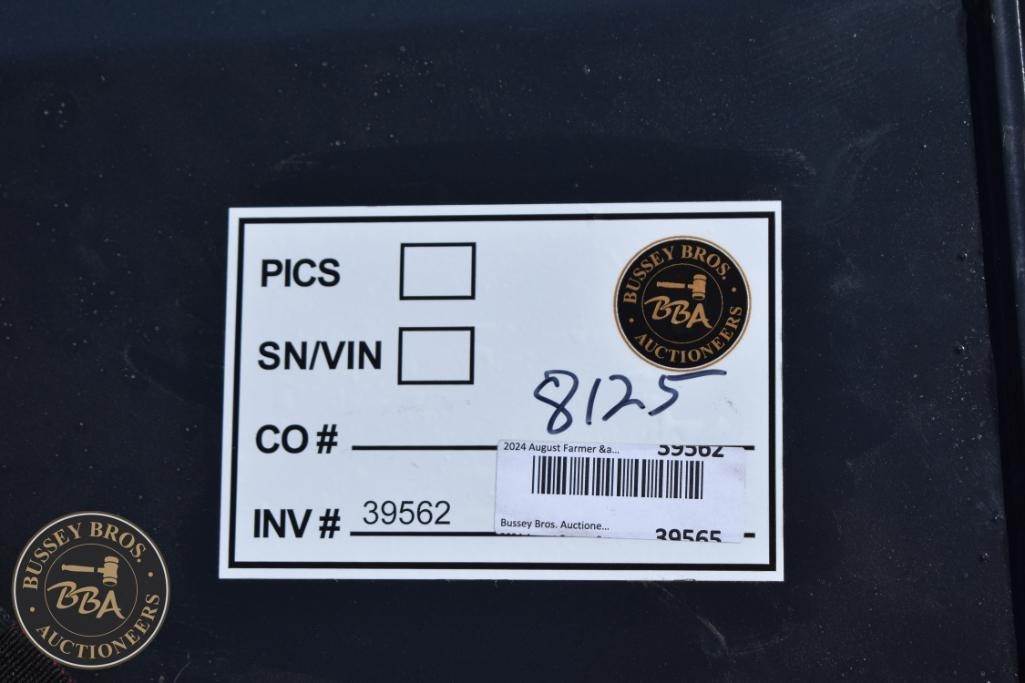 PICS
BUSSEY BROS.
BBA
AUCTIONEERS
SN/VIN
8125
CO #
2024 August Farmer &a... 39562
INV # 39562
Bussey Bros. Auctione...
39565
BUSSEY BROS.
BBA
AUCTIONEERS